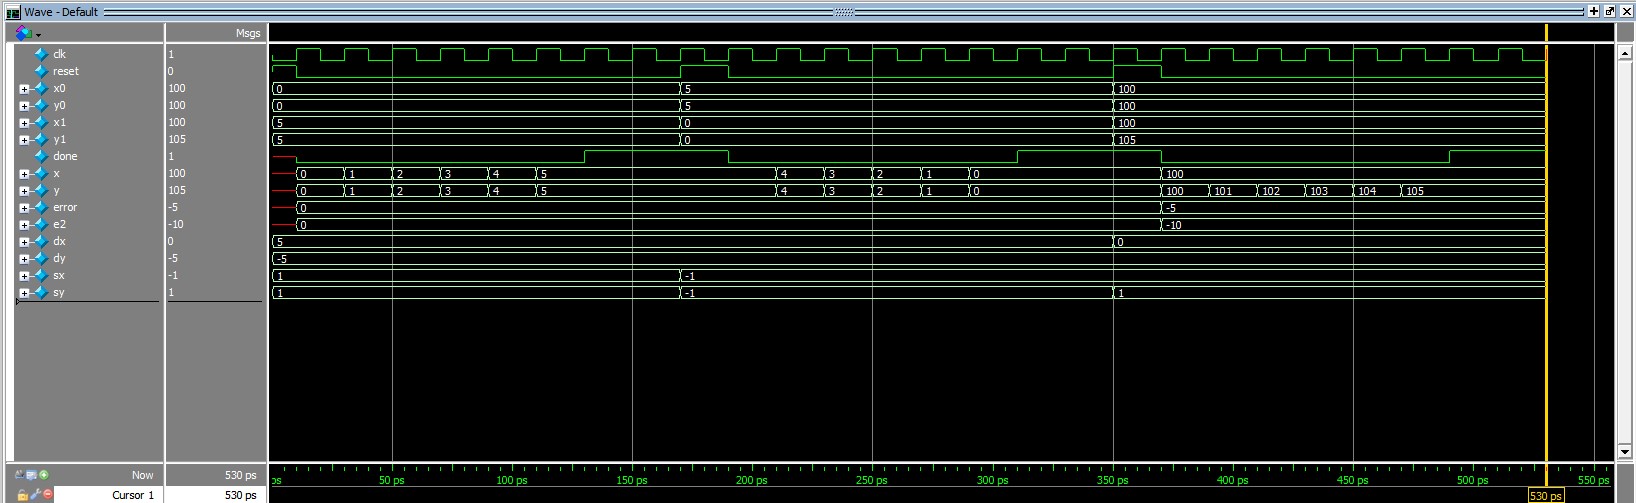 Wave - Default
Msgs
clk 1
reset 0
x0 100 0 5 100
y0 100 0 5 100
x1 100 5 0 100
y1 105 5 0 105
done 1
x 100 0 1 2 3 4 5 4 3 2 1 0 100
y 105 0 1 2 3 4 5 4 3 2 1 0 100 101 102 103 104 105
error -5 0 -5
e2 -10 0 -10
dx 0 5 0
dy -5 -5
sx -1 1 -1
sy 1 1 -1 1
Now 530 ps ps 50 ps 100 ps 150 ps 200 ps 250 ps 300 ps 350 ps 400 ps 450 ps 500 ps 550 ps
Cursor 1 530 ps 530 ps